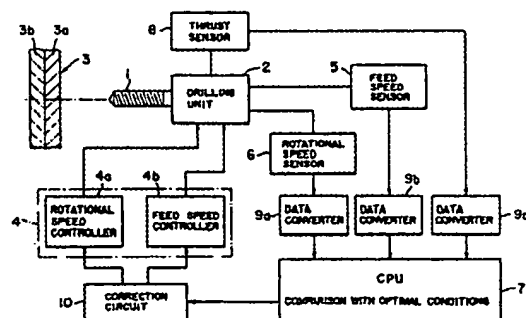 3b 3a
3
1
8
THRUST
SENSOR
2
DRILLING
UNIT
5
FEED
SPEED
SENSOR
6
ROTATIONAL
SPEED
SENSOR
4
4a
ROTATIONAL
SPEED
CONTROLLER
4b
FEED SPEED
CONTROLLER
9a
DATA
CONVERTER
9b
DATA
CONVERTER
DATA
CONVERTER
10
CORRECTION
CIRCUIT
CPU
COMPARISON WITH OPTIMAL CONDITIONS
7